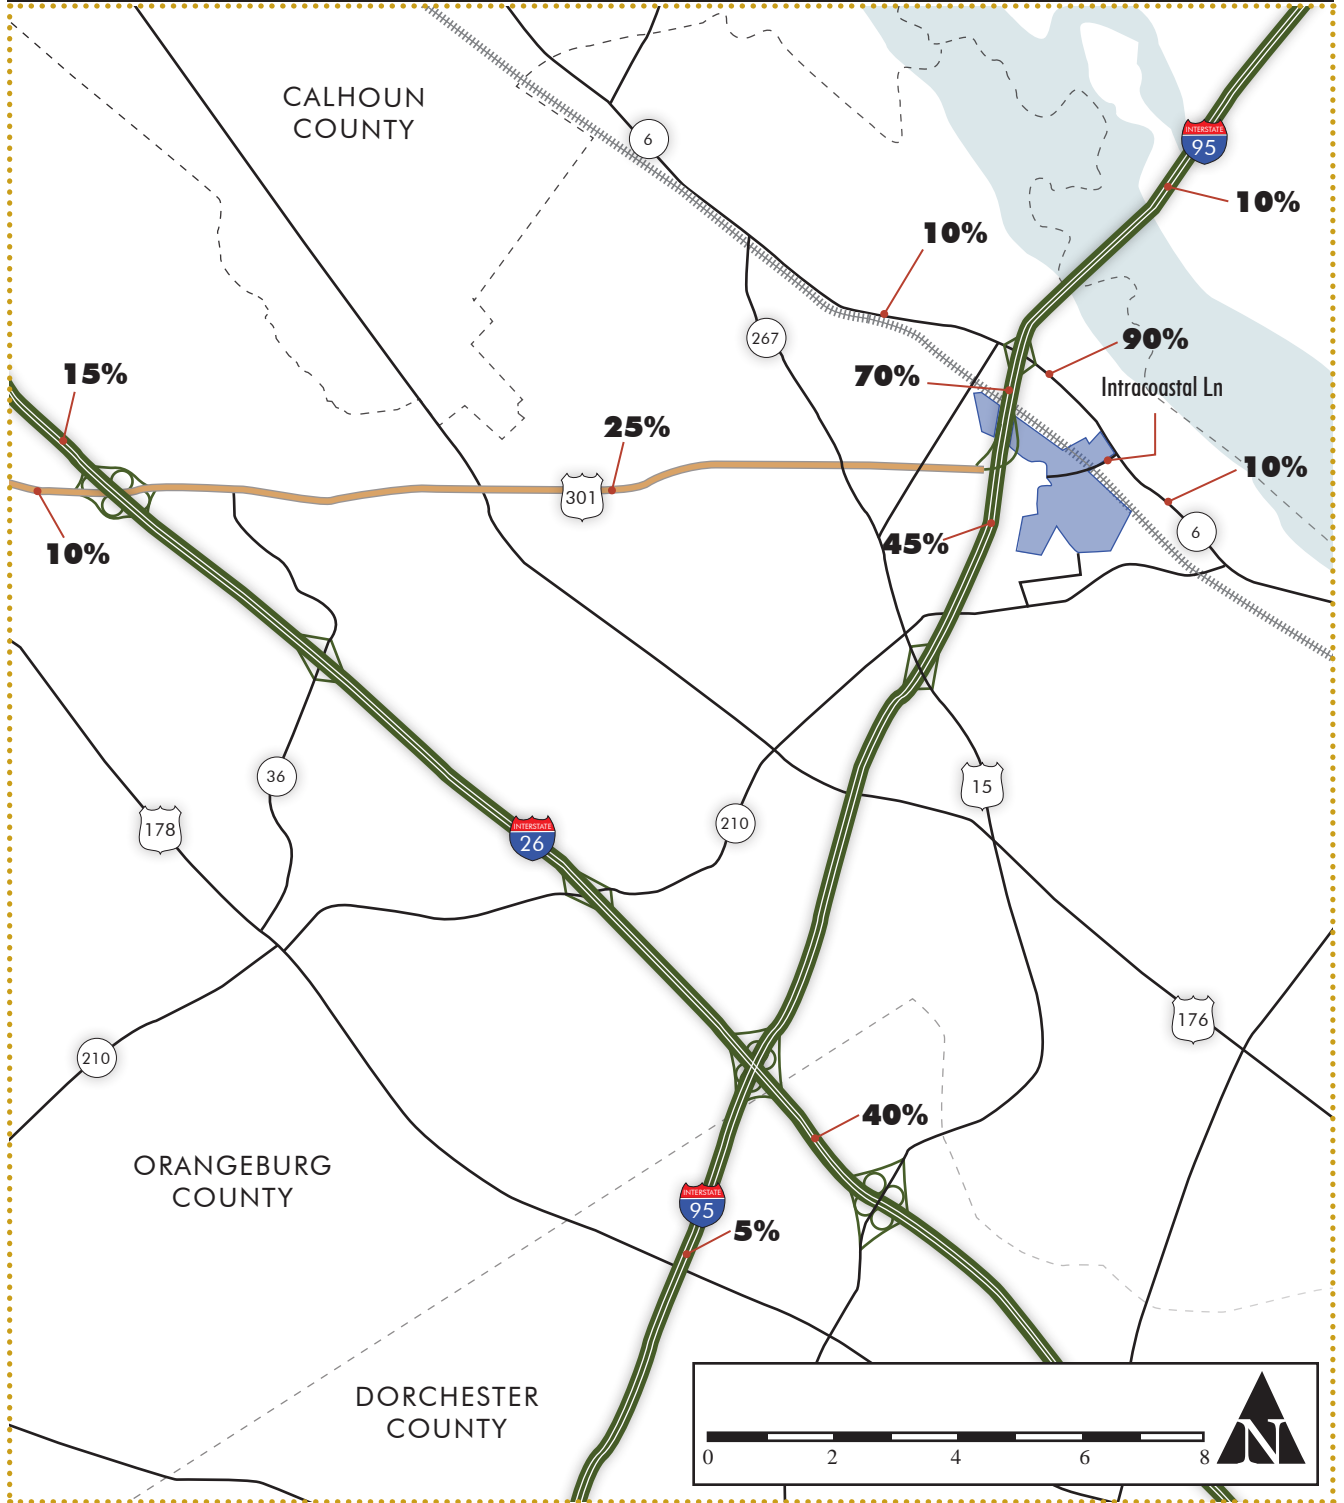 CALHOUN
COUNTY
6
INTERSTATE
95
10%
10%
267
90%
70%
Intracoastal Ln
15%
25%
10%
301
6
45%
10%
36
15
178
210
INTERSTATE
26
176
210
40%
ORANGEBURG
COUNTY
INTERSTATE
95
5%
DORCHESTER
COUNTY
0 2 4 6 8
N